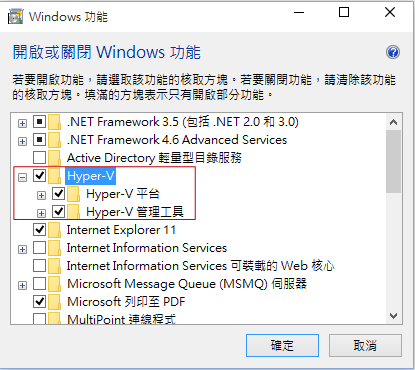 Windows 功能
開啟或關閉 Windows 功能
若要開啟功能，請選取該功能的核取方塊。若要關閉功能，請清除該功能
的核取方塊。填滿的方塊表示只有開啟部分功能。
.NET Framework 3.5 (包括 .NET 2.0 和 3.0)
.NET Framework 4.6 Advanced Services
Active Directory 輕量型目錄服務
Hyper-V
Hyper-V 平台
Hyper-V 管理工具
Internet Explorer 11
Internet Information Services
Internet Information Services 可裝載的 Web 核心
Microsoft Message Queue (MSMQ) 伺服器
Microsoft 列印至 PDF
MultiPoint 連線程式
確定
取消